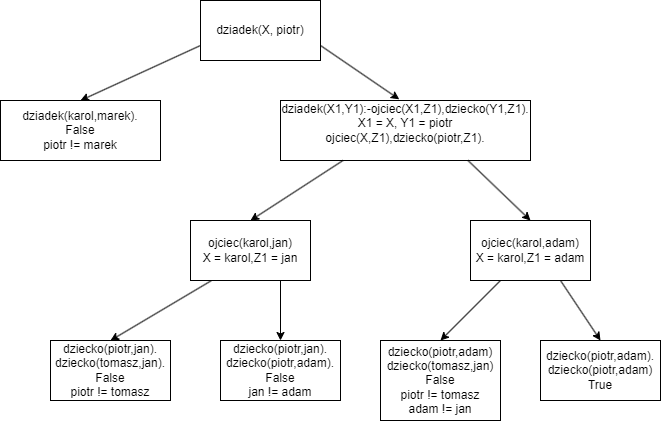 dziadek(X, piotr)
dziadek(karol,marek).
False
piotr != marek
dziadek(X1,Y1):-ojciec(X1,Z1),dziecko(Y1,Z1).
X1 = X, Y1 = piotr
ojciec(X,Z1),dziecko(piotr,Z1).
ojciec(karol,jan)
X = karol,Z1 = jan
ojciec(karol,adam)
X = karol,Z1 = adam
dziecko(piotr,jan).
dziecko(tomasz,jan).
False
piotr != tomasz
dziecko(piotr,jan).
dziecko(piotr,adam).
False
jan != adam
dziecko(piotr,adam)
dziecko(tomasz,jan)
False
piotr != tomasz
adam != jan
dziecko(piotr,adam).
dziecko(piotr,adam)
True